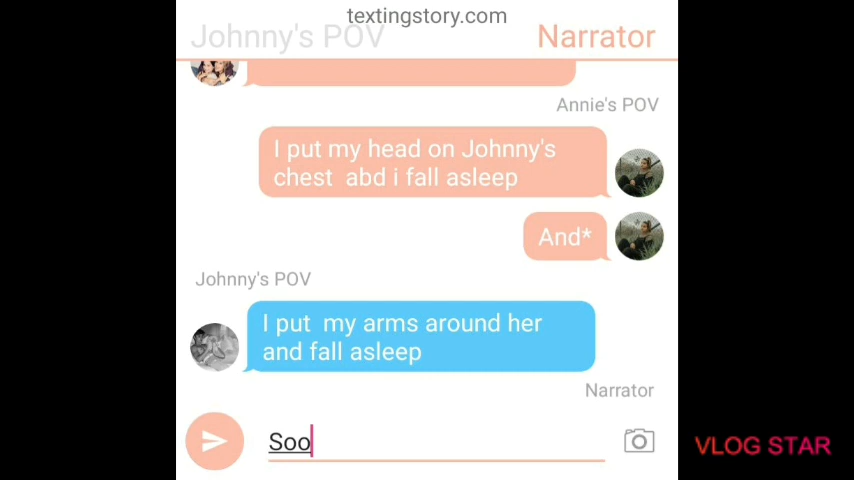 textingstory.com
Johnny's POV
Narrator
Annie's POV
I put my head on Johnny's
chest abd i fall asleep
And*
Johnny's POV
I put my arms around her
and fall asleep
Narrator
Soo
VLOG STAR